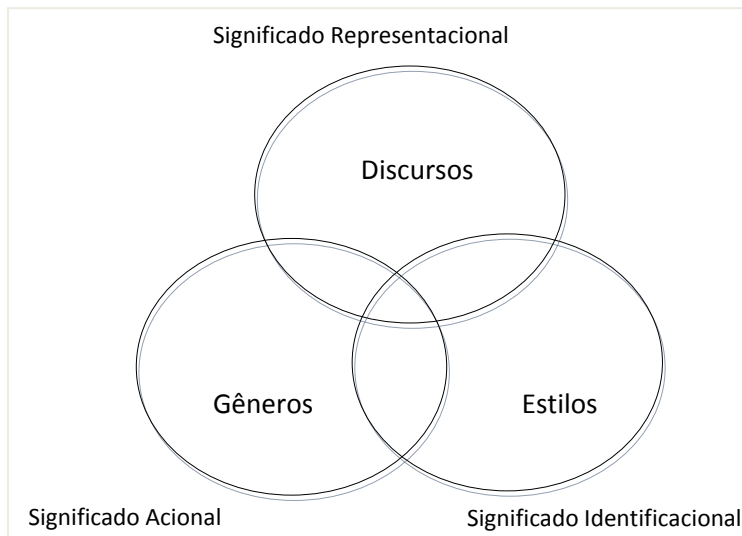 Significado Representacional
Discursos
Gêneros
Estilos
Significado Acional
Significado Identificacional